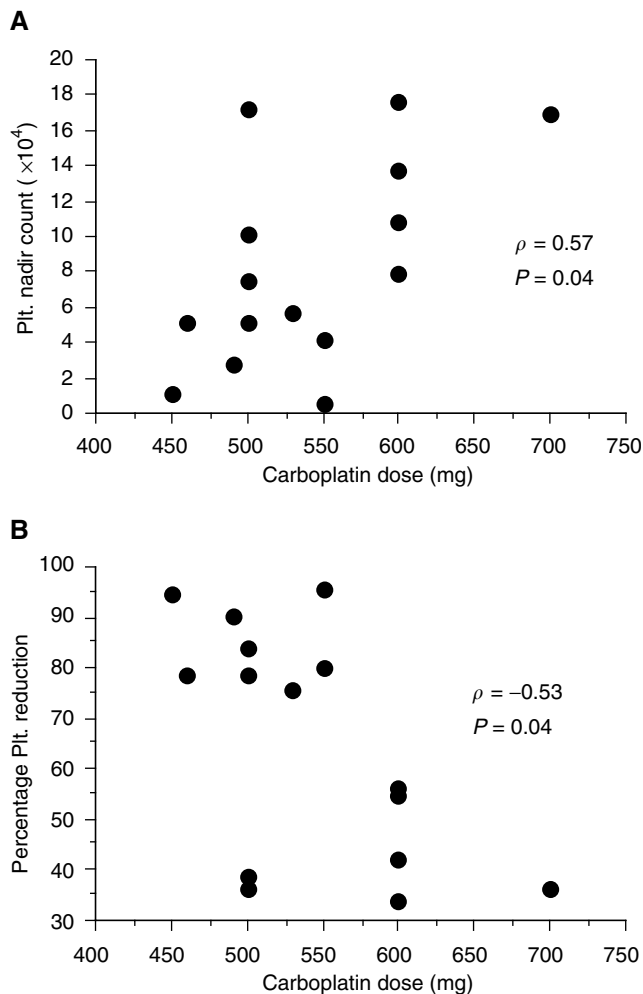 A
Plt. nadir count ( ×10⁴)
20
18
16
14
12
10
8
6
4
2
0
ρ = 0.57
P = 0.04
400 450 500 550 600 650 700 750
Carboplatin dose (mg)
B
Percentage Plt. reduction
100
90
80
70
60
50
40
30
ρ = –0.53
P = 0.04
400 450 500 550 600 650 700 750
Carboplatin dose (mg)